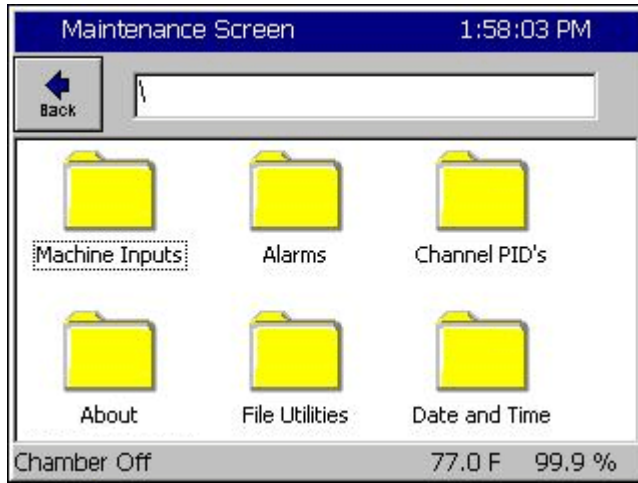 Maintenance Screen 1:58:03 PM
Back \
Machine Inputs Alarms Channel PID's
About File Utilities Date and Time
Chamber Off 77.0 F 99.9 %